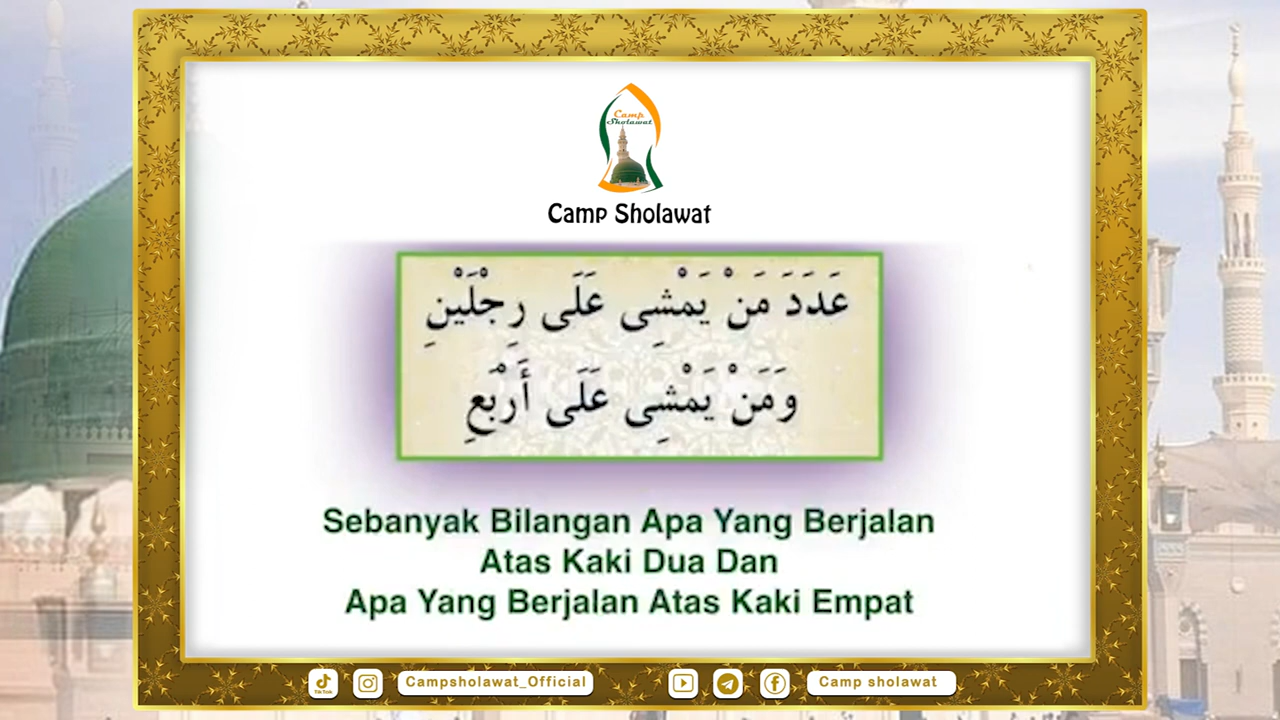 Camp
Sholawat
Camp Sholawat
عَدَدَ مَنْ يَمْشِى عَلَى رِجْلَيْنِ
وَمَنْ يَمْشِى عَلَى أَرْبَعِ
Sebanyak Bilangan Apa Yang Berjalan
Atas Kaki Dua Dan
Apa Yang Berjalan Atas Kaki Empat
TikTok
Campsholawat_Official
Camp sholawat